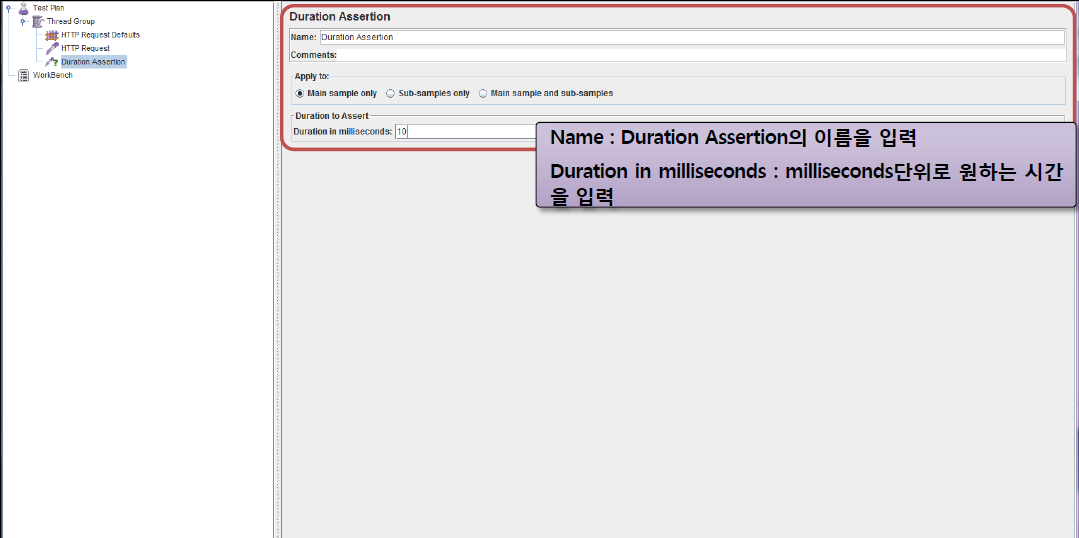 Test Plan
Thread Group
HTTP Request Defaults
HTTP Request
Duration Assertion
WorkBench
Duration Assertion
Name: Duration Assertion
Comments:
Apply to:
Main sample only Sub-samples only Main sample and sub-samples
Duration to Assert
Duration in milliseconds: 10
Name : Duration Assertion의 이름을 입력
Duration in milliseconds : milliseconds단위로 원하는 시간
을 입력